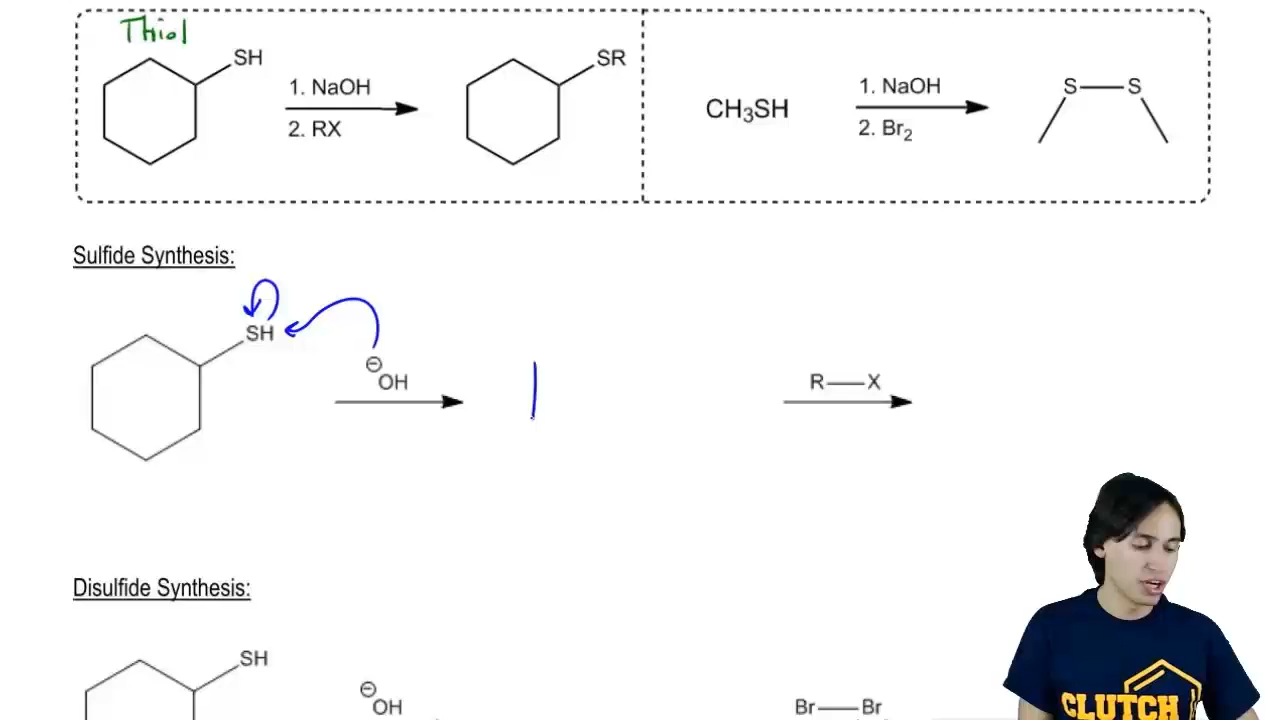 Thiol
SH
1. NaOH
2. RX
SR
CH₃SH
1. NaOH
2. Br₂
S S
Sulfide Synthesis:
SH
⊖
OH
R—X
Disulfide Synthesis:
SH
⊖
OH
Br—Br
CLUTCH